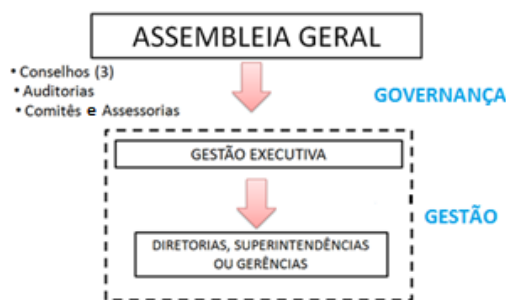 ASSEMBLEIA GERAL
• Conselhos (3)
• Auditorias
• Comitês e Assessorias
GOVERNANÇA
GESTÃO EXECUTIVA
GESTÃO
DIRETORIAS, SUPERINTENDÊNCIAS
OU GERÊNCIAS